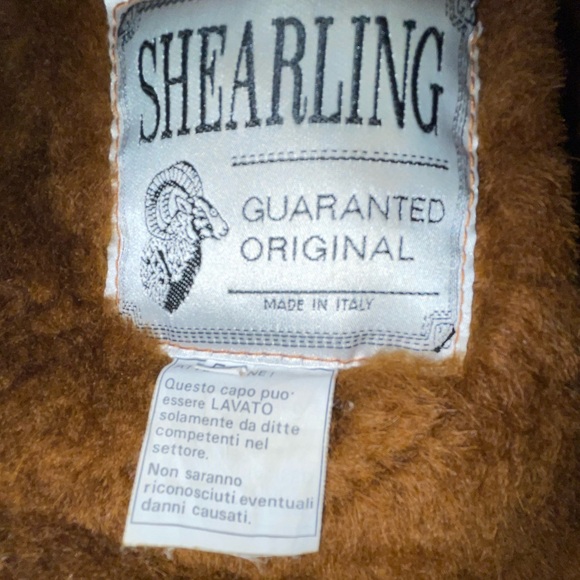 SHEARLING
GUARANTED
ORIGINAL
MADE IN ITALY
Questo capo puo'
essere LAVATO
solamente da ditte
competenti nel
settore.
Non saranno
riconosciuti eventuali
danni causati.